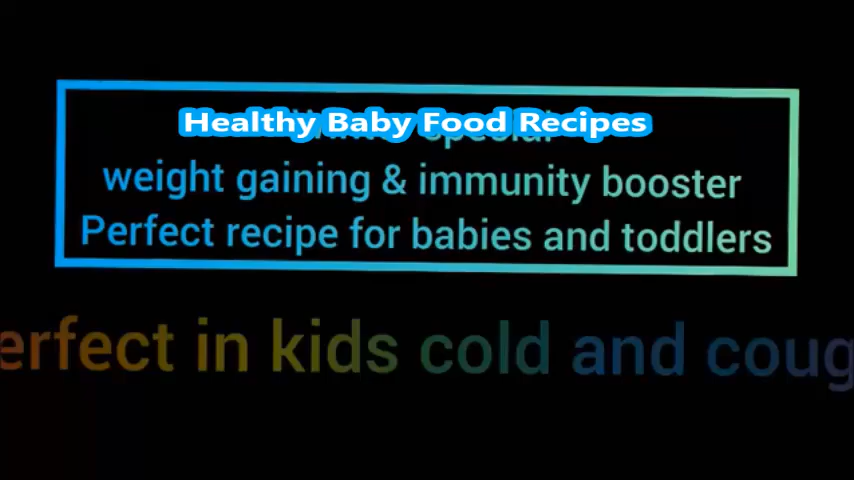 Healthy Baby Food Recipes
weight gaining & immunity booster
Perfect recipe for babies and toddlers
erfect in kids cold and coug